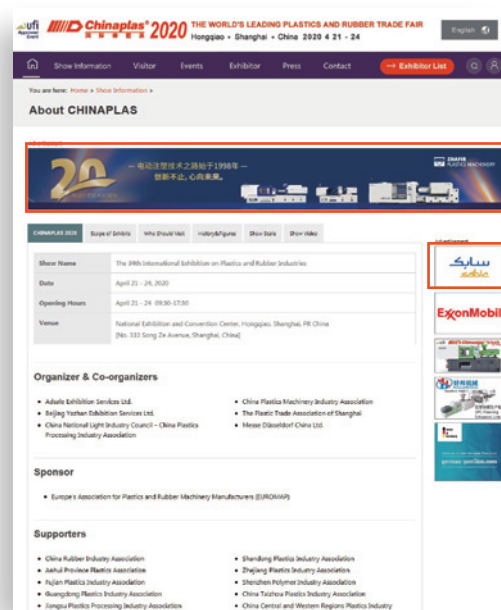 ufi
Approved
Event
Chinaplas® 2020
THE WORLD'S LEADING PLASTICS AND RUBBER TRADE FAIR
Hongqiao • Shanghai • China 2020 4 21 - 24
English
Show Information Visitor Events Exhibitor Press Contact → Exhibitor List
You are here: Home » Show Information »
About CHINAPLAS
20
— 电动注塑技术之路始于1998年 —
创新不止，心向未来。
ZHAFIR
PLASTICS MACHINERY
CHINAPLAS 2020 Scope of Exhibits Who Should Visit History&Figures Show Stats Show Video
Show Name The 34th International Exhibition on Plastics and Rubber Industries
Date April 21 - 24, 2020
Opening Hours April 21 - 24 09:30-17:30
Venue National Exhibition and Convention Center, Hongqiao, Shanghai, PR China
(No. 333 Song Ze Avenue, Shanghai, China)
سابك
sabic
ExxonMobil
Organizer & Co-organizers
• Adsale Exhibition Services Ltd.
• Beijing Yazhan Exhibition Services Ltd.
• China National Light Industry Council – China Plastics
Processing Industry Association
• China Plastics Machinery Industry Association
• The Plastic Trade Association of Shanghai
• Messe Düsseldorf China Ltd.
Sponsor
• Europe's Association for Plastics and Rubber Machinery Manufacturers (EUROMAP)
Supporters
• China Rubber Industry Association
• Anhui Province Plastics Association
• Fujian Plastics Industry Association
• Guangdong Plastics Industry Association
• Jiangsu Plastics Processing Industry Association
• Shandong Plastics Industry Association
• Zhejiang Plastics Industry Association
• Shenzhen Polymer Industry Association
• China Taizhou Plastics Industry Association
• China Central and Western Regions Plastics Industry